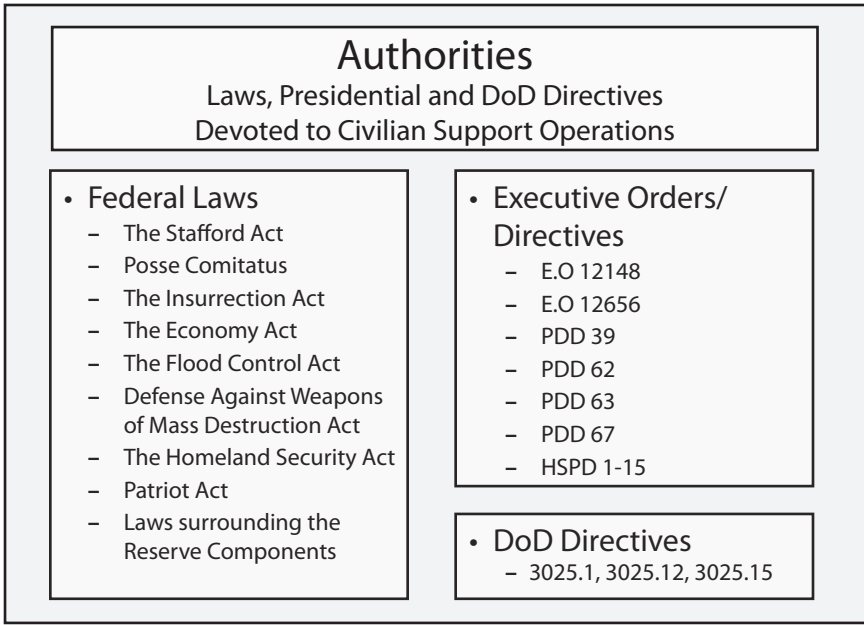 Authorities
Laws, Presidential and DoD Directives
Devoted to Civilian Support Operations
• Federal Laws
– The Stafford Act
– Posse Comitatus
– The Insurrection Act
– The Economy Act
– The Flood Control Act
– Defense Against Weapons
of Mass Destruction Act
– The Homeland Security Act
– Patriot Act
– Laws surrounding the
Reserve Components
• Executive Orders/
Directives
– E.O 12148
– E.O 12656
– PDD 39
– PDD 62
– PDD 63
– PDD 67
– HSPD 1-15
• DoD Directives
– 3025.1, 3025.12, 3025.15